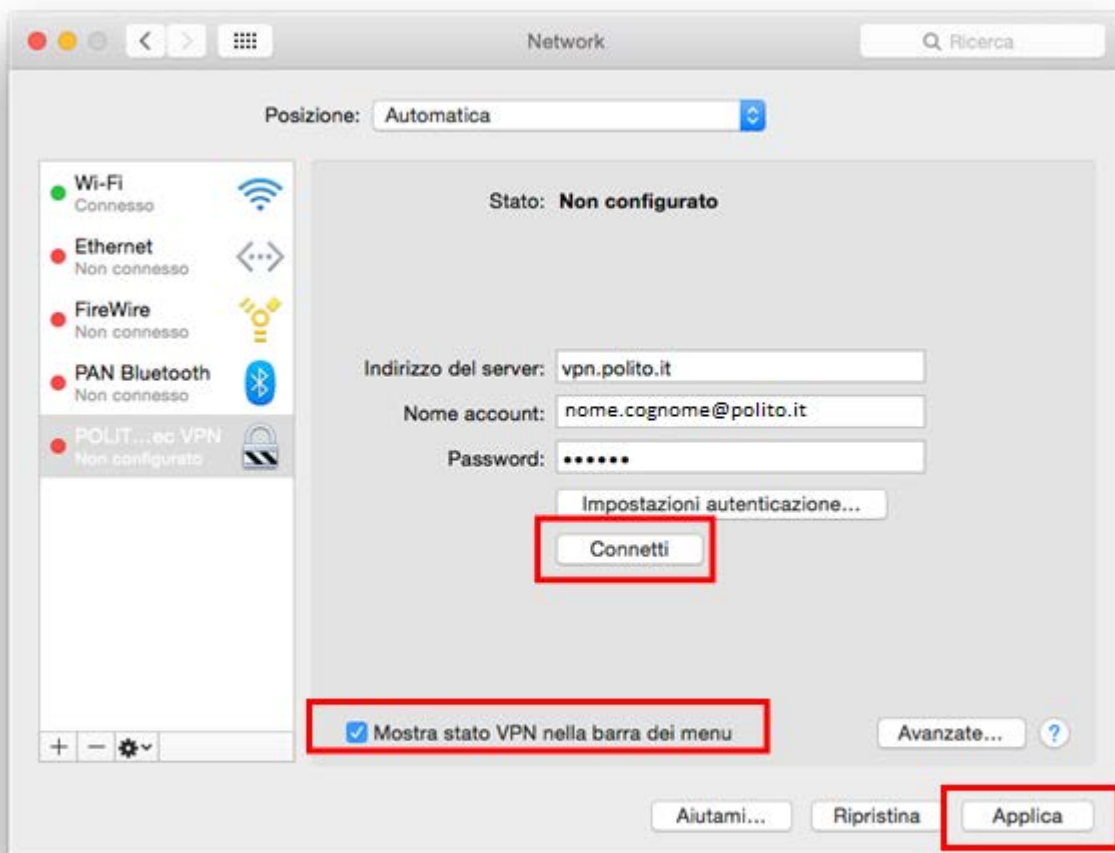 Network
Ricerca
Posizione: Automatica
Wi-Fi
Connesso
Ethernet
Non connesso
FireWire
Non connesso
PAN Bluetooth
Non connesso
POLIT...ec VPN
Non configurato
Stato: Non configurato
Indirizzo del server: vpn.polito.it
Nome account: nome.cognome@polito.it
Password: ••••••
Impostazioni autenticazione...
Connetti
Mostra stato VPN nella barra dei menu
Avanzate... ?
Aiutami... Ripristina Applica